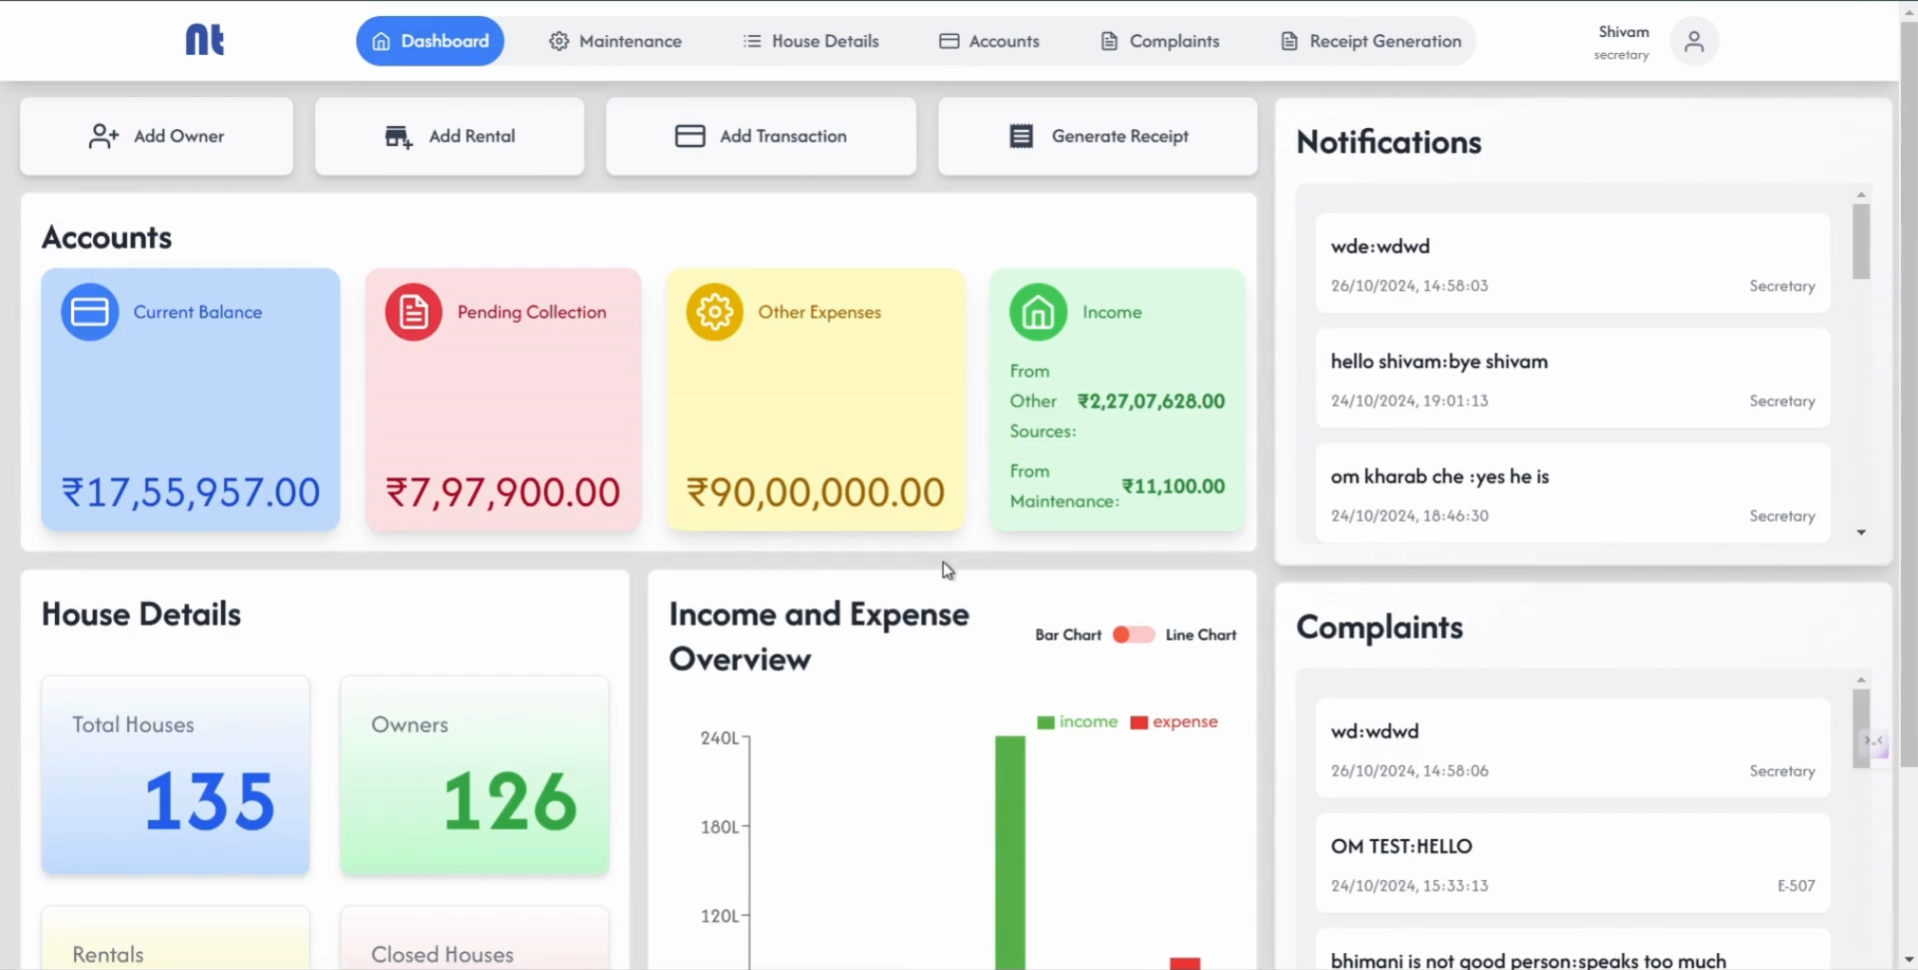 nt
Dashboard
Maintenance
House Details
Accounts
Complaints
Receipt Generation
Shivam
secretary
Add Owner
Add Rental
Add Transaction
Generate Receipt
Accounts
Current Balance
₹17,55,957.00
Pending Collection
₹7,97,900.00
Other Expenses
₹90,00,000.00
Income
From
Other ₹2,27,07,628.00
Sources:
From
Maintenance: ₹11,100.00
Notifications
wde:wdwd
26/10/2024, 14:58:03 Secretary
hello shivam:bye shivam
24/10/2024, 19:01:13 Secretary
om kharab che :yes he is
24/10/2024, 18:46:30 Secretary
House Details
Total Houses
135
Owners
126
Rentals
Closed Houses
Income and Expense
Overview
Bar Chart Line Chart
income expense
240L
180L
120L
Complaints
wd:wdwd
26/10/2024, 14:58:06 Secretary
OM TEST:HELLO
24/10/2024, 15:33:13 E-507
bhimani is not good person:speaks too much